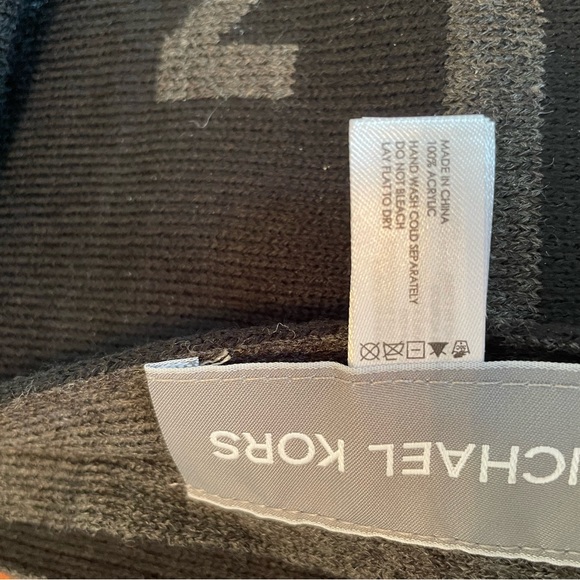 MADE IN CHINA
100% ACRYLIC
HAND WASH COLD SEPARATELY
DO NOT BLEACH
LAY FLAT TO DRY
MICHAEL KORS